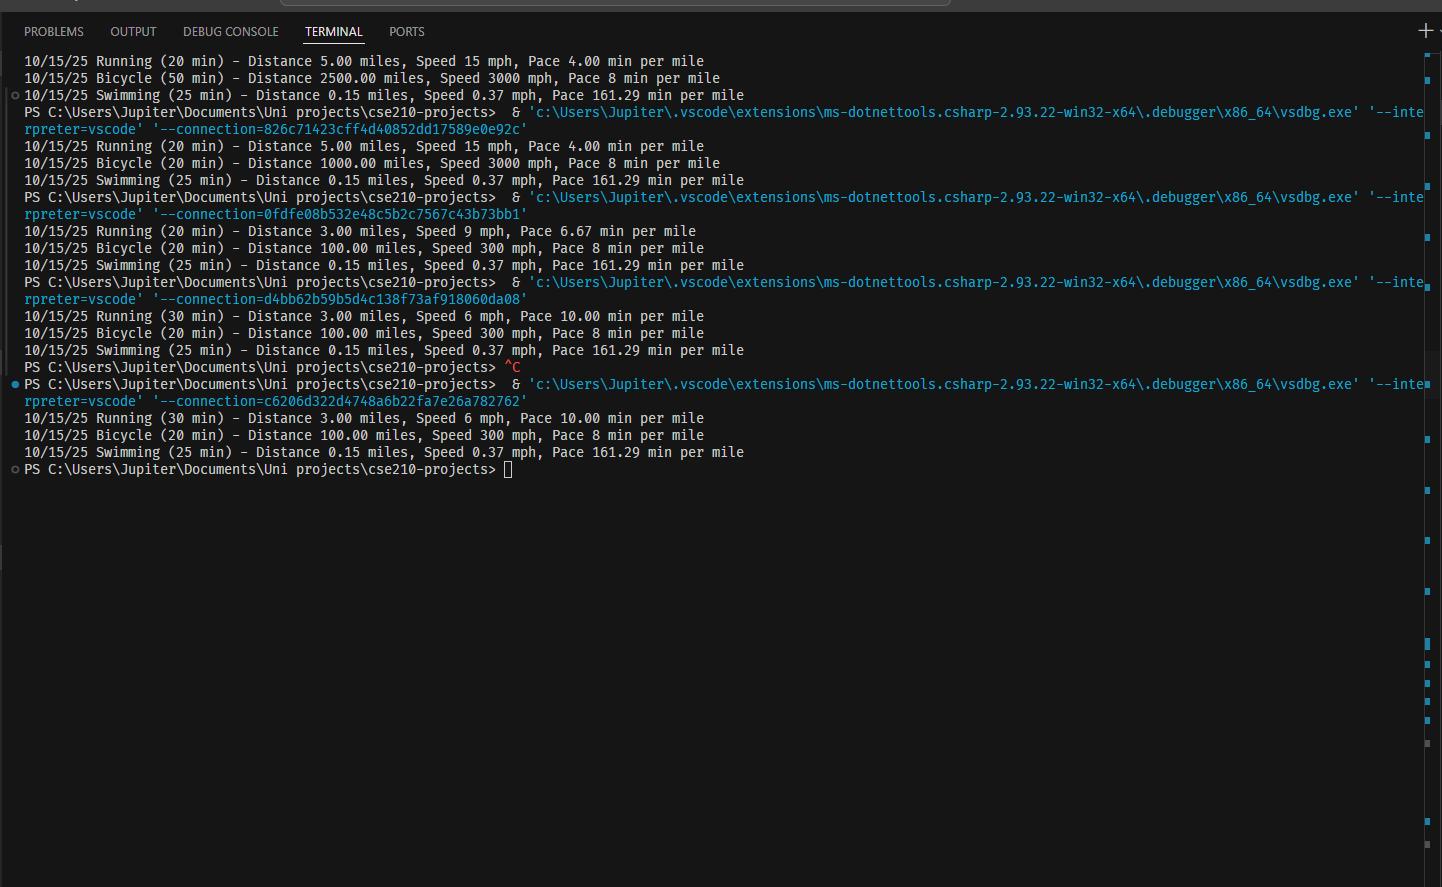 PROBLEMS OUTPUT DEBUG CONSOLE TERMINAL PORTS
10/15/25 Running (20 min) - Distance 5.00 miles, Speed 15 mph, Pace 4.00 min per mile
10/15/25 Bicycle (50 min) - Distance 2500.00 miles, Speed 3000 mph, Pace 8 min per mile
10/15/25 Swimming (25 min) - Distance 0.15 miles, Speed 0.37 mph, Pace 161.29 min per mile
PS C:\Users\Jupiter\Documents\Uni projects\cse210-projects>  & 'c:\Users\Jupiter\.vscode\extensions\ms-dotnettools.csharp-2.93.22-win32-x64\.debugger\x86_64\vsdbg.exe' '--inte
rpreter=vscode' '--connection=826c71423cff4d40852dd17589e0e92c'
10/15/25 Running (20 min) - Distance 5.00 miles, Speed 15 mph, Pace 4.00 min per mile
10/15/25 Bicycle (20 min) - Distance 1000.00 miles, Speed 3000 mph, Pace 8 min per mile
10/15/25 Swimming (25 min) - Distance 0.15 miles, Speed 0.37 mph, Pace 161.29 min per mile
PS C:\Users\Jupiter\Documents\Uni projects\cse210-projects>  & 'c:\Users\Jupiter\.vscode\extensions\ms-dotnettools.csharp-2.93.22-win32-x64\.debugger\x86_64\vsdbg.exe' '--inte
rpreter=vscode' '--connection=0fdfe08b532e48c5b2c7567c43b73bb1'
10/15/25 Running (20 min) - Distance 3.00 miles, Speed 9 mph, Pace 6.67 min per mile
10/15/25 Bicycle (20 min) - Distance 100.00 miles, Speed 300 mph, Pace 8 min per mile
10/15/25 Swimming (25 min) - Distance 0.15 miles, Speed 0.37 mph, Pace 161.29 min per mile
PS C:\Users\Jupiter\Documents\Uni projects\cse210-projects>  & 'c:\Users\Jupiter\.vscode\extensions\ms-dotnettools.csharp-2.93.22-win32-x64\.debugger\x86_64\vsdbg.exe' '--inte
rpreter=vscode' '--connection=d4bb62b59b5d4c138f73af918060da08'
10/15/25 Running (30 min) - Distance 3.00 miles, Speed 6 mph, Pace 10.00 min per mile
10/15/25 Bicycle (20 min) - Distance 100.00 miles, Speed 300 mph, Pace 8 min per mile
10/15/25 Swimming (25 min) - Distance 0.15 miles, Speed 0.37 mph, Pace 161.29 min per mile
PS C:\Users\Jupiter\Documents\Uni projects\cse210-projects> ^C
PS C:\Users\Jupiter\Documents\Uni projects\cse210-projects>  & 'c:\Users\Jupiter\.vscode\extensions\ms-dotnettools.csharp-2.93.22-win32-x64\.debugger\x86_64\vsdbg.exe' '--inte
rpreter=vscode' '--connection=c6206d322d4748a6b22fa7e26a782762'
10/15/25 Running (30 min) - Distance 3.00 miles, Speed 6 mph, Pace 10.00 min per mile
10/15/25 Bicycle (20 min) - Distance 100.00 miles, Speed 300 mph, Pace 8 min per mile
10/15/25 Swimming (25 min) - Distance 0.15 miles, Speed 0.37 mph, Pace 161.29 min per mile
PS C:\Users\Jupiter\Documents\Uni projects\cse210-projects>